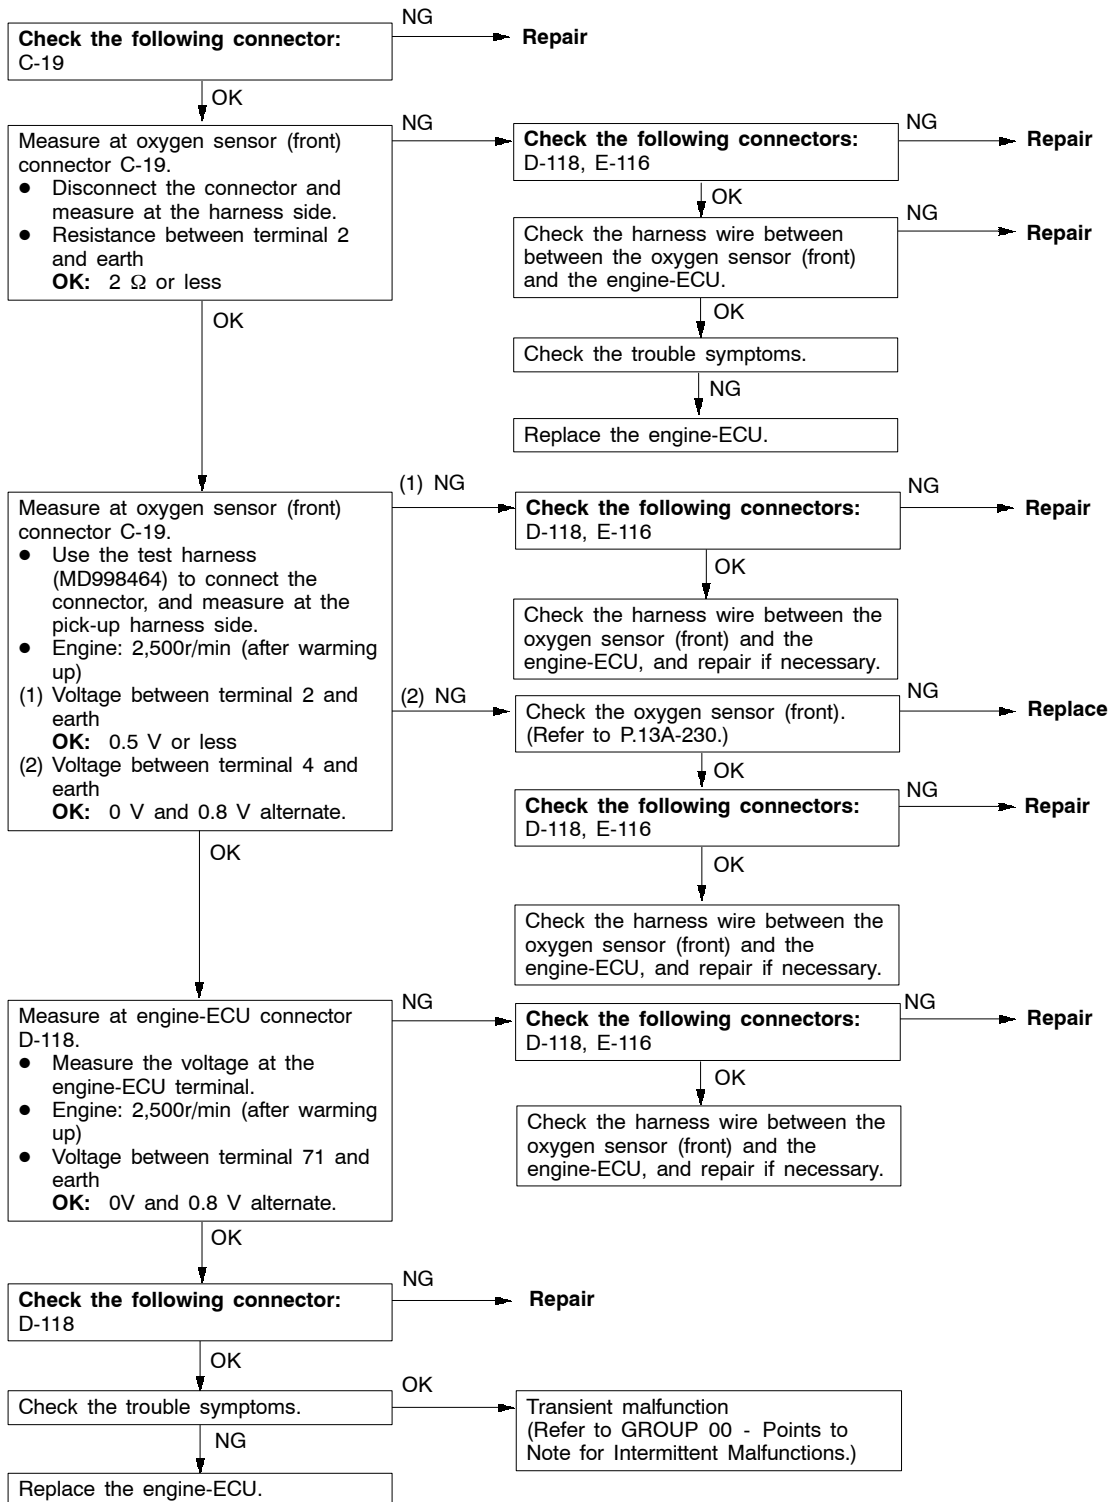 NG
Check the following connector:
C-19
Repair
OK
Measure at oxygen sensor (front)
connector C-19.
● Disconnect the connector and
measure at the harness side.
● Resistance between terminal 2
and earth
OK: 2 Ω or less
NG
Check the following connectors:
D-118, E-116
NG
Repair
OK
Check the harness wire between
between the oxygen sensor (front)
and the engine-ECU.
NG
Repair
OK
Check the trouble symptoms.
NG
Replace the engine-ECU.
OK
Measure at oxygen sensor (front)
connector C-19.
● Use the test harness
(MD998464) to connect the
connector, and measure at the
pick-up harness side.
● Engine: 2,500r/min (after warming
up)
(1) Voltage between terminal 2 and
earth
OK: 0.5 V or less
(2) Voltage between terminal 4 and
earth
OK: 0 V and 0.8 V alternate.
(1) NG
Check the following connectors:
D-118, E-116
NG
Repair
OK
Check the harness wire between the
oxygen sensor (front) and the
engine-ECU, and repair if necessary.
(2) NG
Check the oxygen sensor (front).
(Refer to P.13A-230.)
NG
Replace
OK
Check the following connectors:
D-118, E-116
NG
Repair
OK
Check the harness wire between the
oxygen sensor (front) and the
engine-ECU, and repair if necessary.
OK
Measure at engine-ECU connector
D-118.
● Measure the voltage at the
engine-ECU terminal.
● Engine: 2,500r/min (after warming
up)
● Voltage between terminal 71 and
earth
OK: 0V and 0.8 V alternate.
NG
Check the following connectors:
D-118, E-116
NG
Repair
OK
Check the harness wire between the
oxygen sensor (front) and the
engine-ECU, and repair if necessary.
OK
Check the following connector:
D-118
NG
Repair
OK
Check the trouble symptoms.
OK
Transient malfunction
(Refer to GROUP 00 - Points to
Note for Intermittent Malfunctions.)
NG
Replace the engine-ECU.